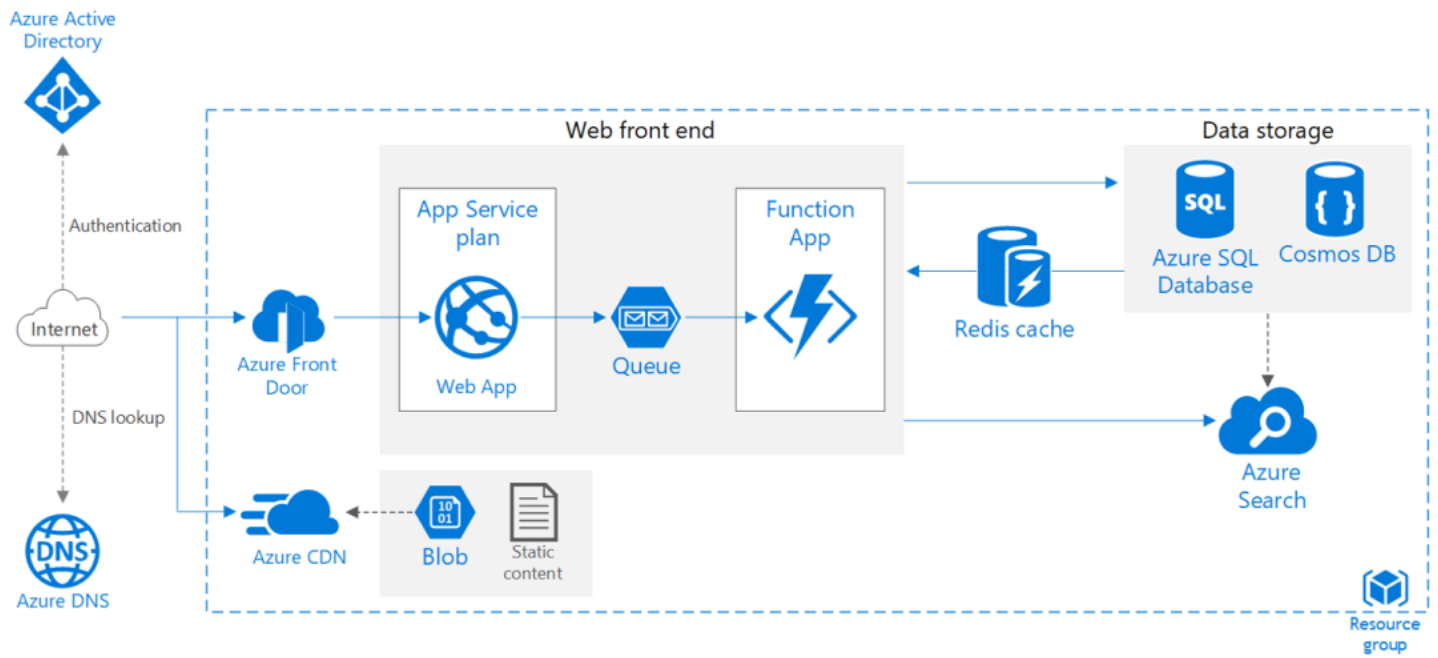 Azure Active
Directory
Authentication
Internet
DNS lookup
DNS
Azure DNS
Web front end
Data storage
App Service
plan
Web App
Azure Front
Door
Queue
Function
App
Redis cache
SQL
Azure SQL
Database
{ }
Cosmos DB
Azure
Search
Azure CDN
10
01
Blob
Static
content
Resource
group